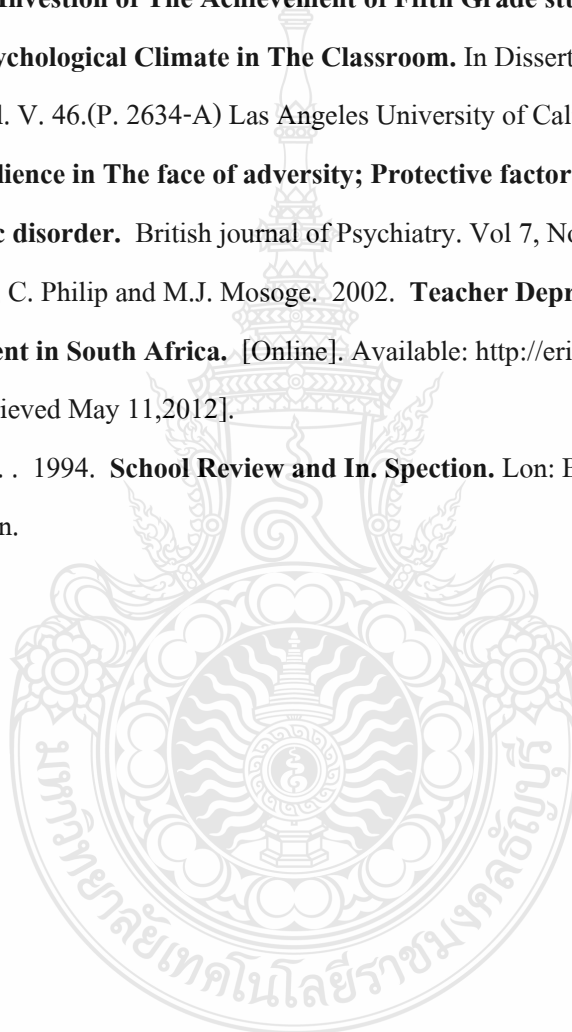 Investion of The Achievement of Fifth Grade stu
ychological Climate in The Classroom. In Dissert
l. V. 46.(P. 2634-A) Las Angeles University of Cal
lience in The face of adversity; Protective factor
c disorder. British journal of Psychiatry. Vol 7, No
C. Philip and M.J. Mosoge. 2002. Teacher Depr
ent in South Africa. [Online]. Available: http://eri
ieved May 11,2012].
. . 1994. School Review and In. Spection. Lon: E
n.
มหาวิทยาลัยเทคโนโลยีราชมงคลธัญบุรี